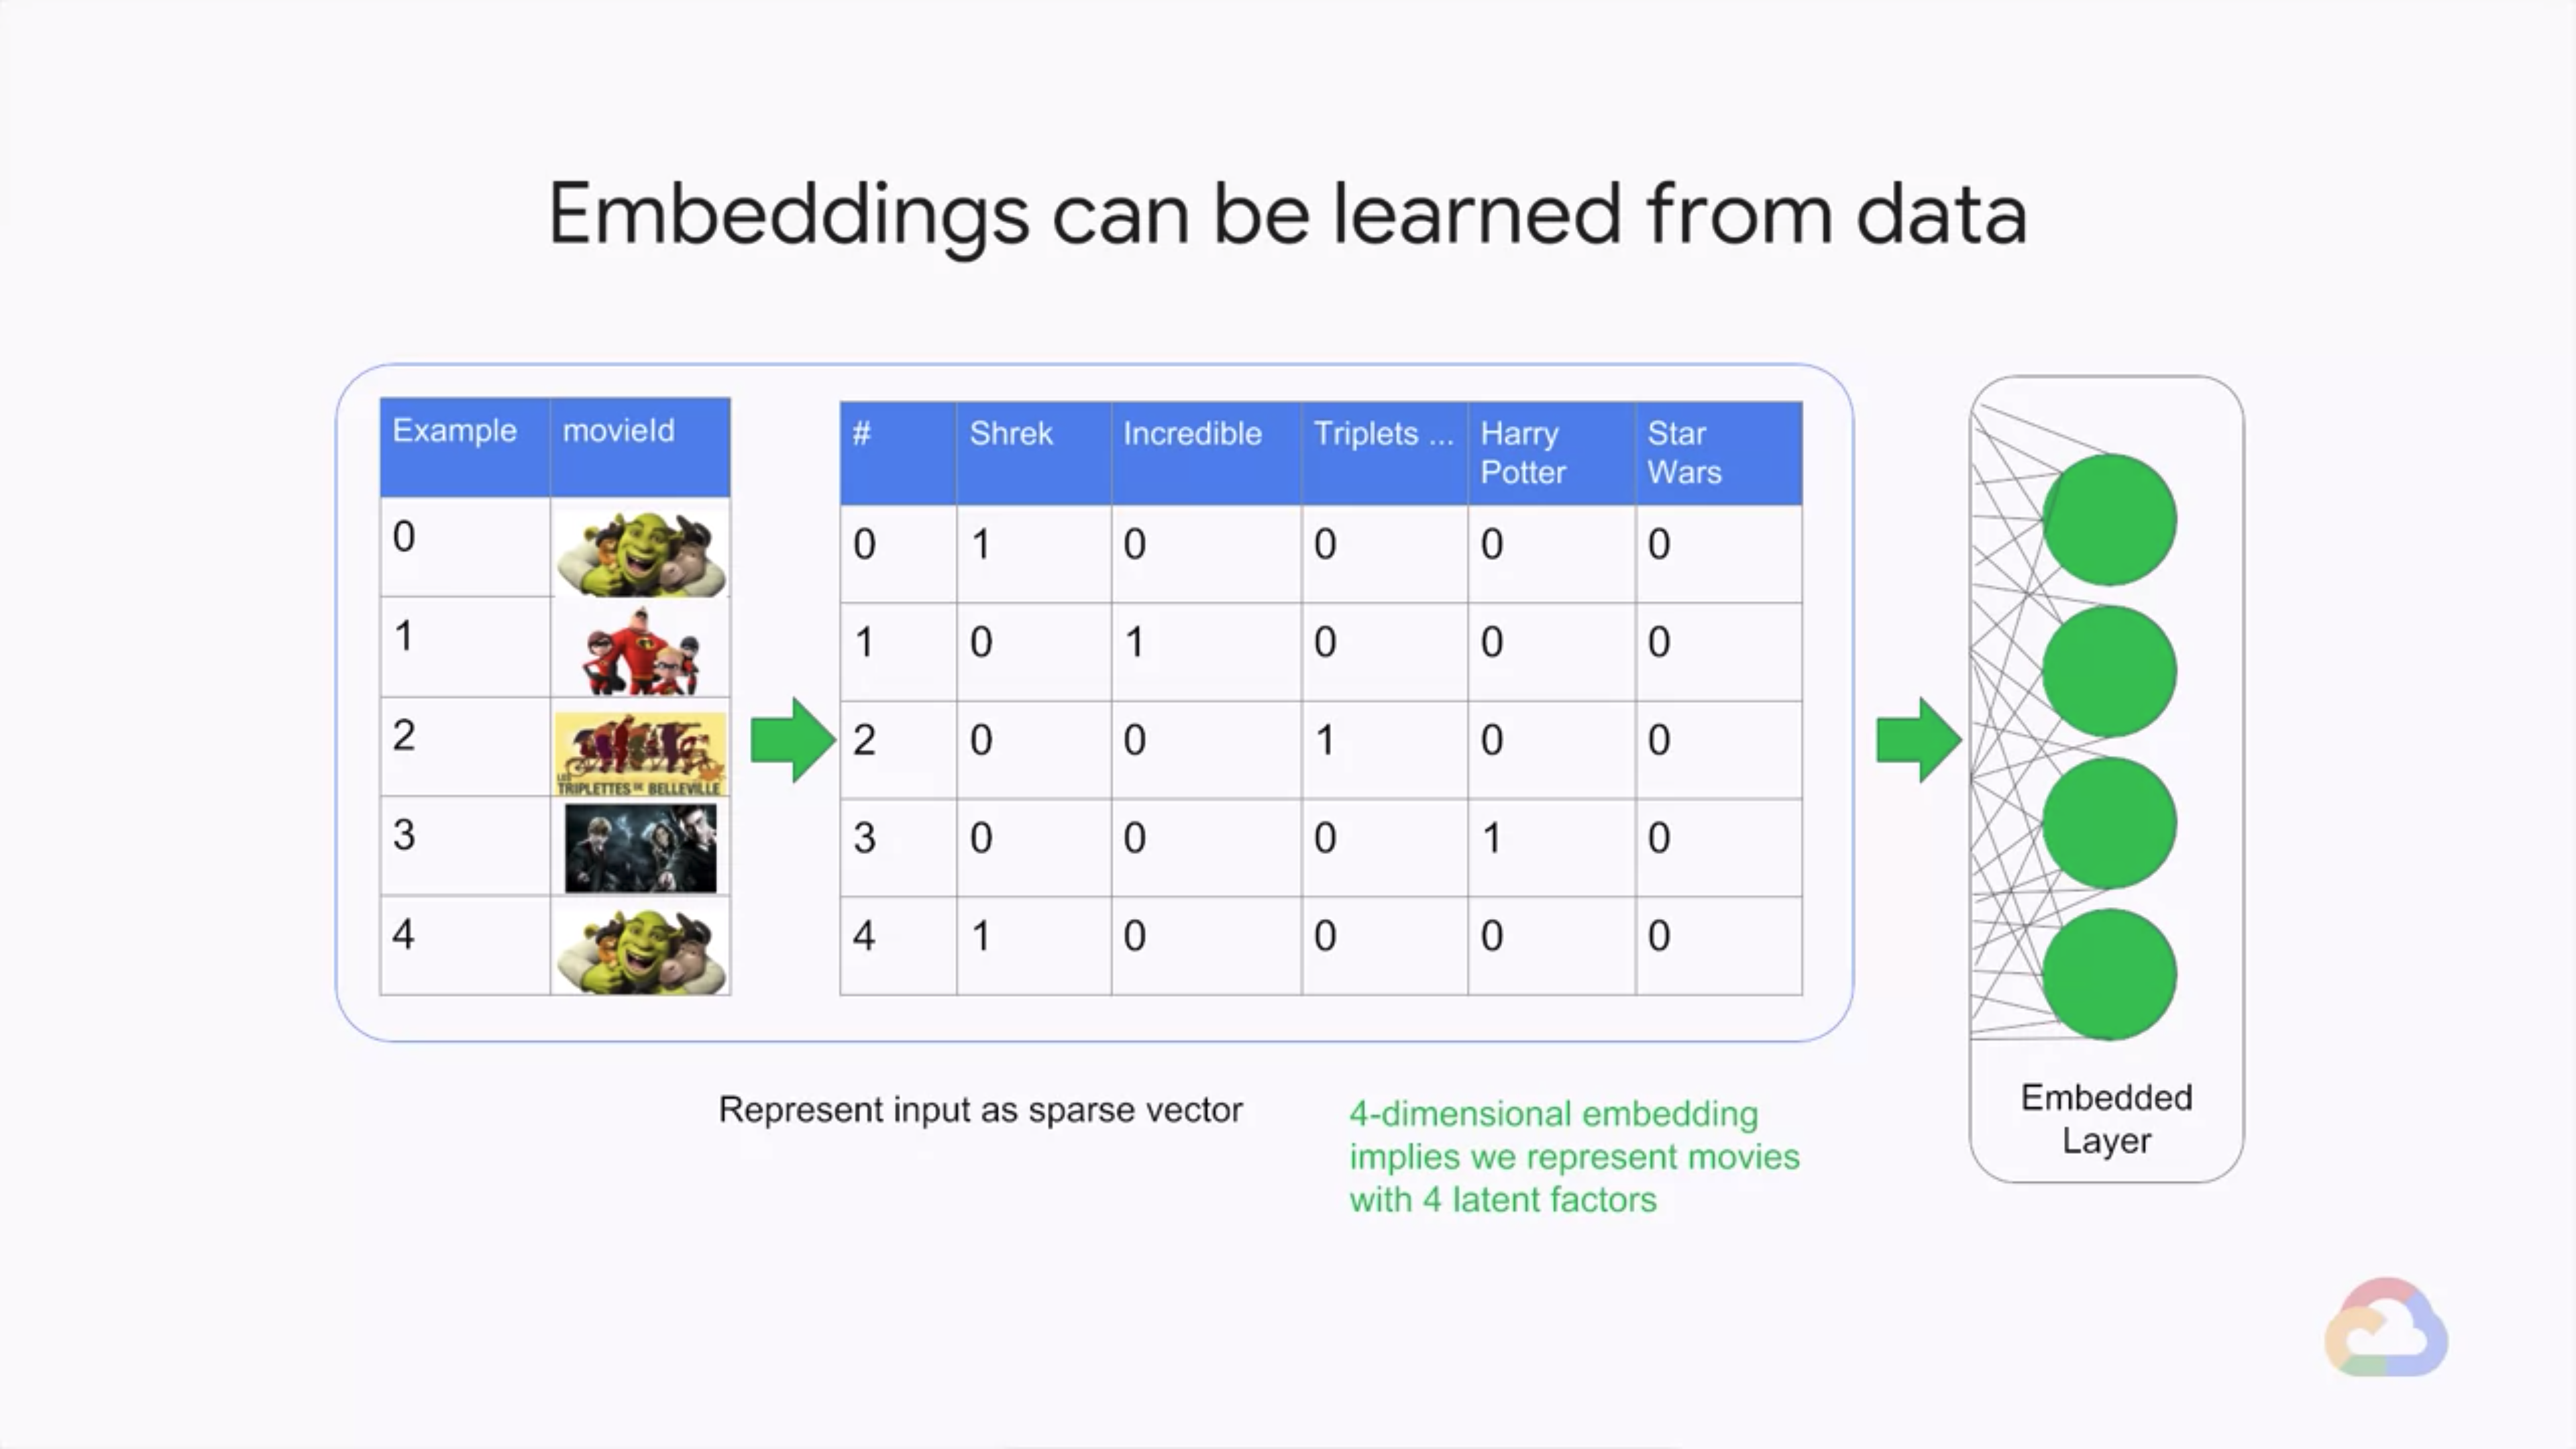 Embeddings can be learned from data
Example movieId
0
1
2
LES
TRIPLETTES DE BELLEVILLE
3
4
# Shrek Incredible Triplets ... Harry Potter Star Wars
0 1 0 0 0 0
1 0 1 0 0 0
2 0 0 1 0 0
3 0 0 0 1 0
4 1 0 0 0 0
Represent input as sparse vector
4-dimensional embedding
implies we represent movies
with 4 latent factors
Embedded
Layer